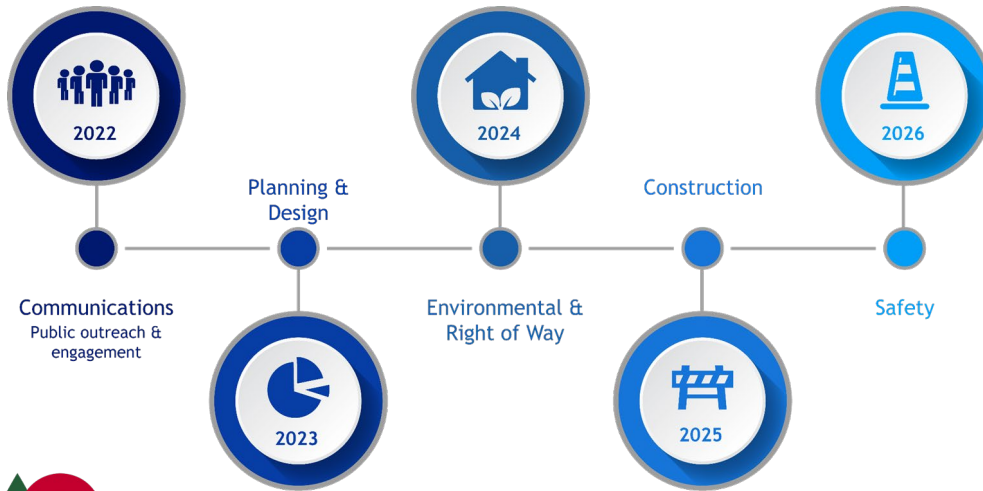 2022
Communications
Public outreach &
engagement
Planning &
Design
2023
2024
Environmental &
Right of Way
Construction
2025
2026
Safety